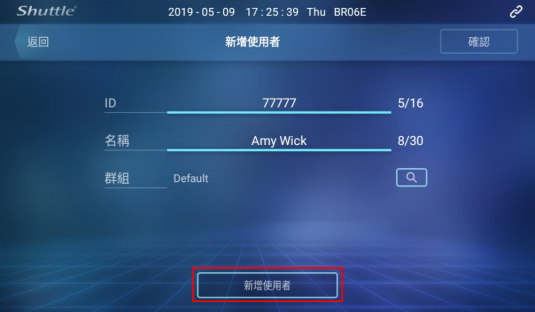 Shuttle 2019-05-09 17:25:39 Thu BR06E
返回 新增使用者 確認
ID 77777 5/16
名稱 Amy Wick 8/30
群組 Default
新增使用者